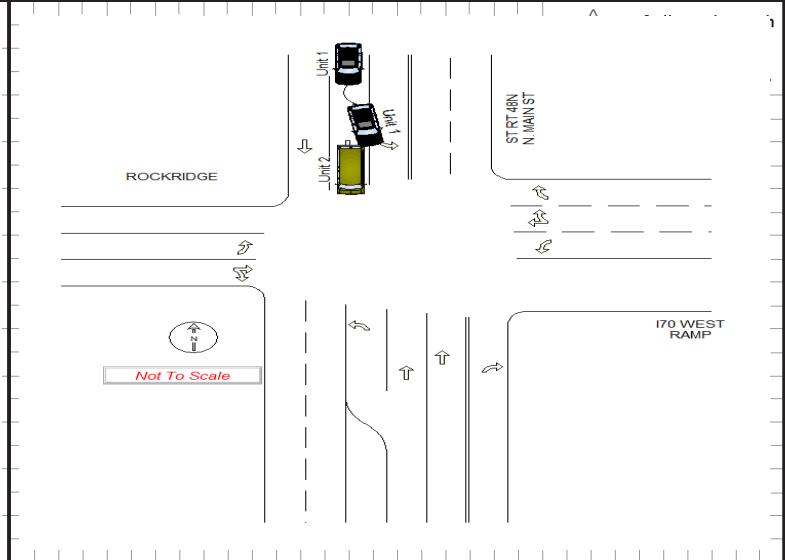 Unit 1
Unit 1
Unit 2
ST RT 48N
N. MAIN ST
ROCKRIDGE
N
Not To Scale
I70 WEST
RAMP